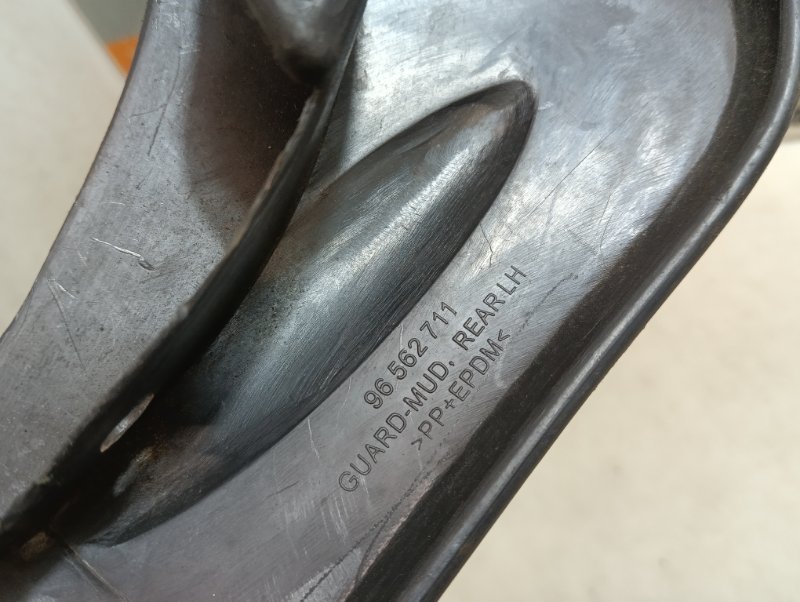 96 562 711
GUARD-MUD, REAR LH
>PP+EPDM<